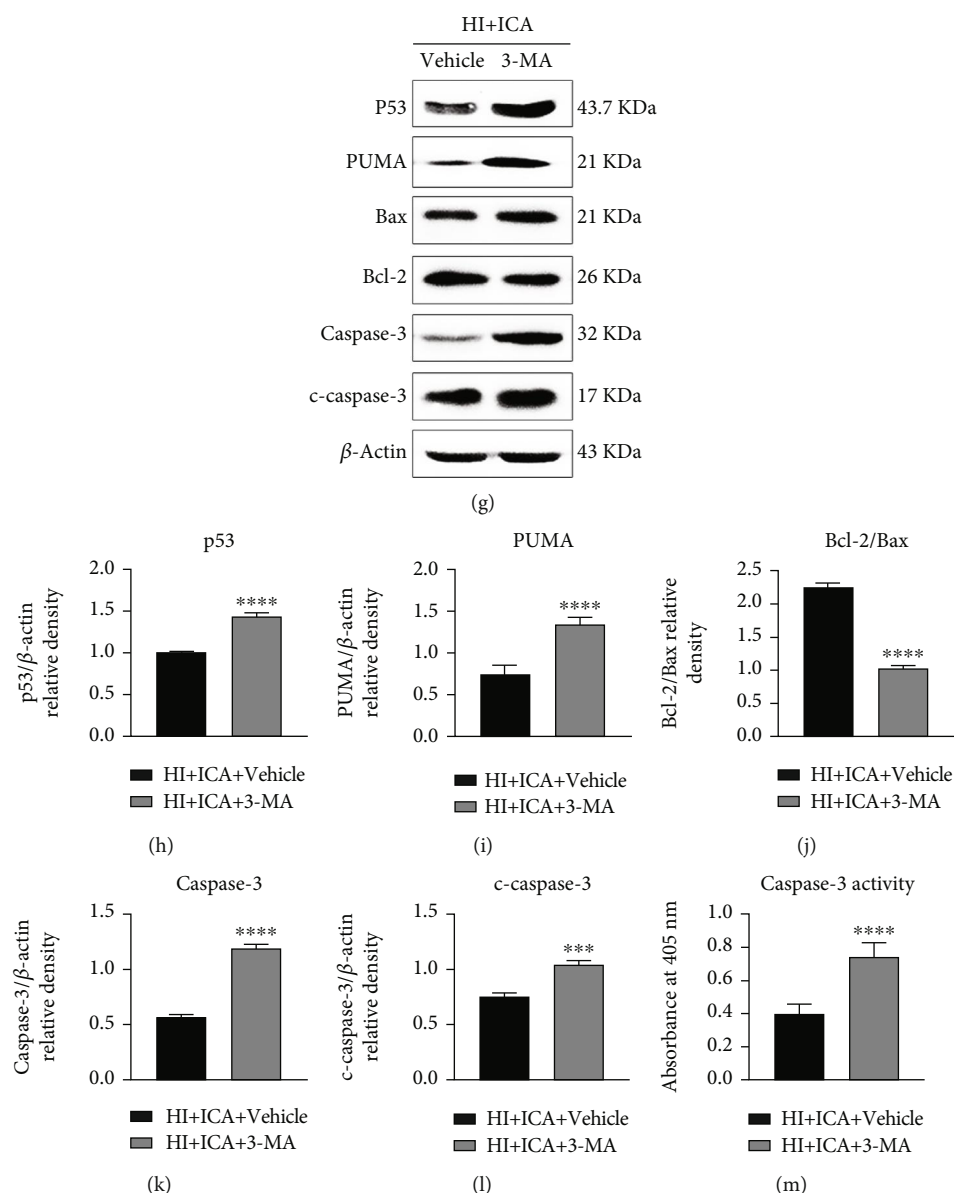 HI+ICA
Vehicle 3-MA
P53 43.7 KDa
PUMA 21 KDa
Bax 21 KDa
Bcl-2 26 KDa
Caspase-3 32 KDa
c-caspase-3 17 KDa
β-Actin 43 KDa
(g)
p53
p53/β-actin
relative density
2.0
1.5
1.0
0.5
0.0
****
HI+ICA+Vehicle
HI+ICA+3-MA
(h)
PUMA
PUMA/β-actin
relative density
2.0
1.5
1.0
0.5
0.0
****
HI+ICA+Vehicle
HI+ICA+3-MA
(i)
Bcl-2/Bax
Bcl-2/Bax relative
density
2.5
2.0
1.5
1.0
0.5
0.0
****
HI+ICA+Vehicle
HI+ICA+3-MA
(j)
Caspase-3
Caspase-3/β-actin
relative density
1.5
1.0
0.5
0.0
****
HI+ICA+Vehicle
HI+ICA+3-MA
(k)
c-caspase-3
c-caspase-3/β-actin
relative density
1.5
1.0
0.5
0.0
***
HI+ICA+Vehicle
HI+ICA+3-MA
(l)
Caspase-3 activity
Absorbance at 405 nm
0.8
0.8
0.4
0.2
0.0
****
HI+ICA+Vehicle
HI+ICA+3-MA
(m)